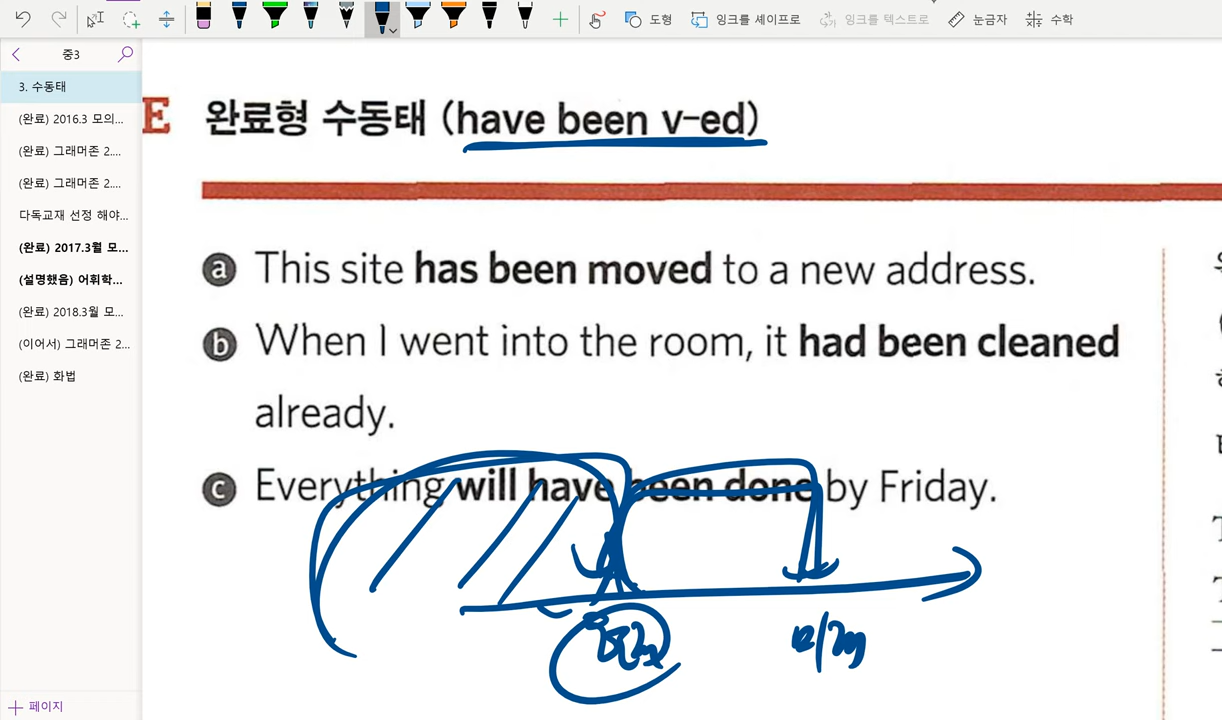 도형
잉크를 셰이프로
잉크를 텍스트로
눈금자
수학
중3
3. 수동태
(완료) 2016.3 모의...
(완료) 그래머존 2....
(완료) 그래머존 2....
다독교재 선정 해야...
(완료) 2017.3월 모...
(설명했음) 어휘학...
(완료) 2018.3월 모...
(이어서) 그래머존 2...
(완료) 화법
페이지
E 완료형 수동태 (have been v-ed)
a This site has been moved to a new address.
b When I went into the room, it had been cleaned
already.
c Everything will have been done by Friday.